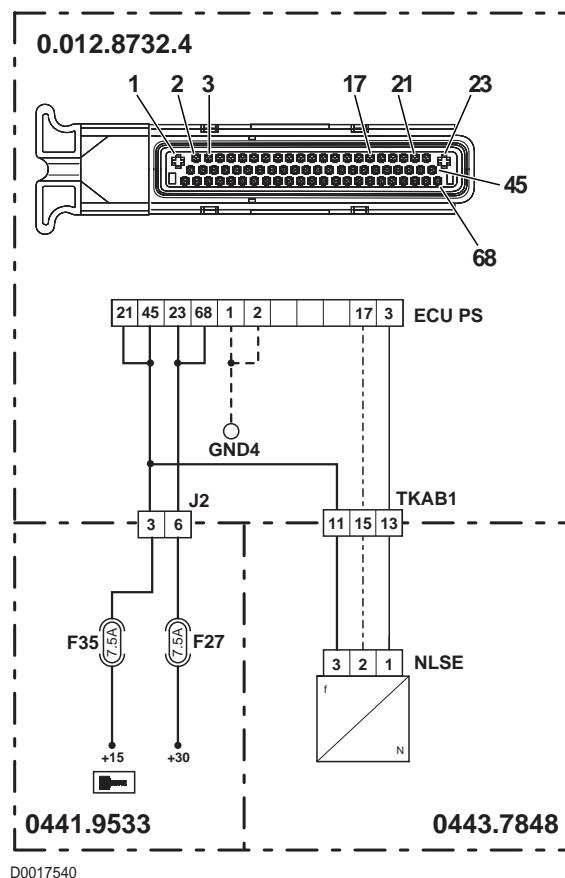 0.012.8732.4
1 2 3 17 21 23
45
68
21 45 23 68 1 2 17 3 ECU PS
GND4
J2 TKAB1
3 6 11 15 13
F35 7.5A 7.5A F27
3 2 1 NLSE
f
N
+15 +30
0441.9533 0443.7848
D0017540